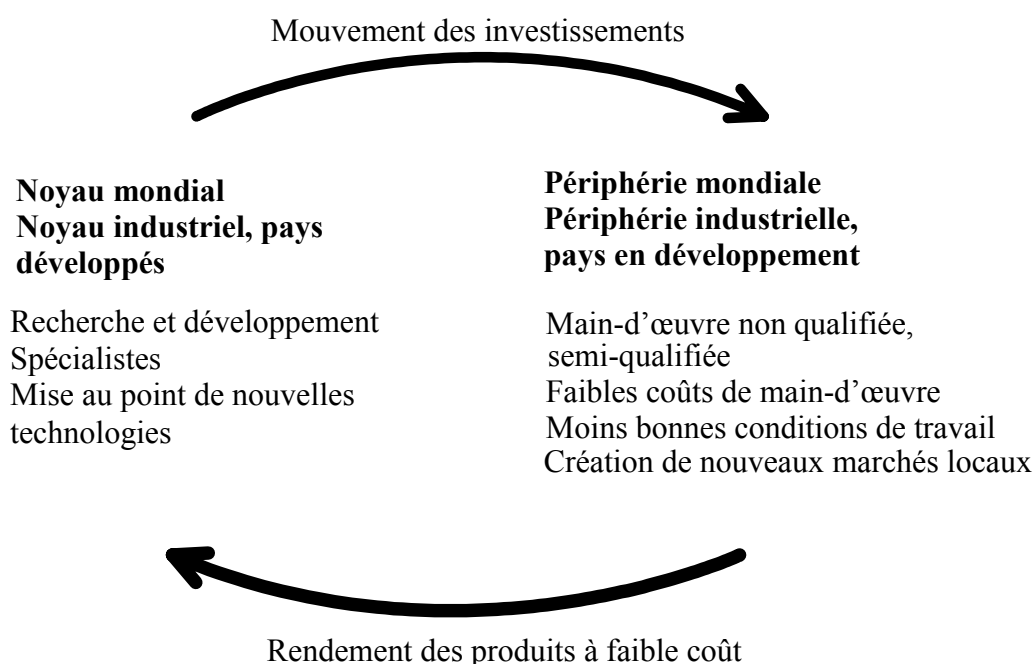 Mouvement des investissements
Noyau mondial
Noyau industriel, pays
développés
Recherche et développement
Spécialistes
Mise au point de nouvelles
technologies
Périphérie mondiale
Périphérie industrielle,
pays en développement
Main-d'œuvre non qualifiée,
semi-qualifiée
Faibles coûts de main-d'œuvre
Moins bonnes conditions de travail
Création de nouveaux marchés locaux
Rendement des produits à faible coût